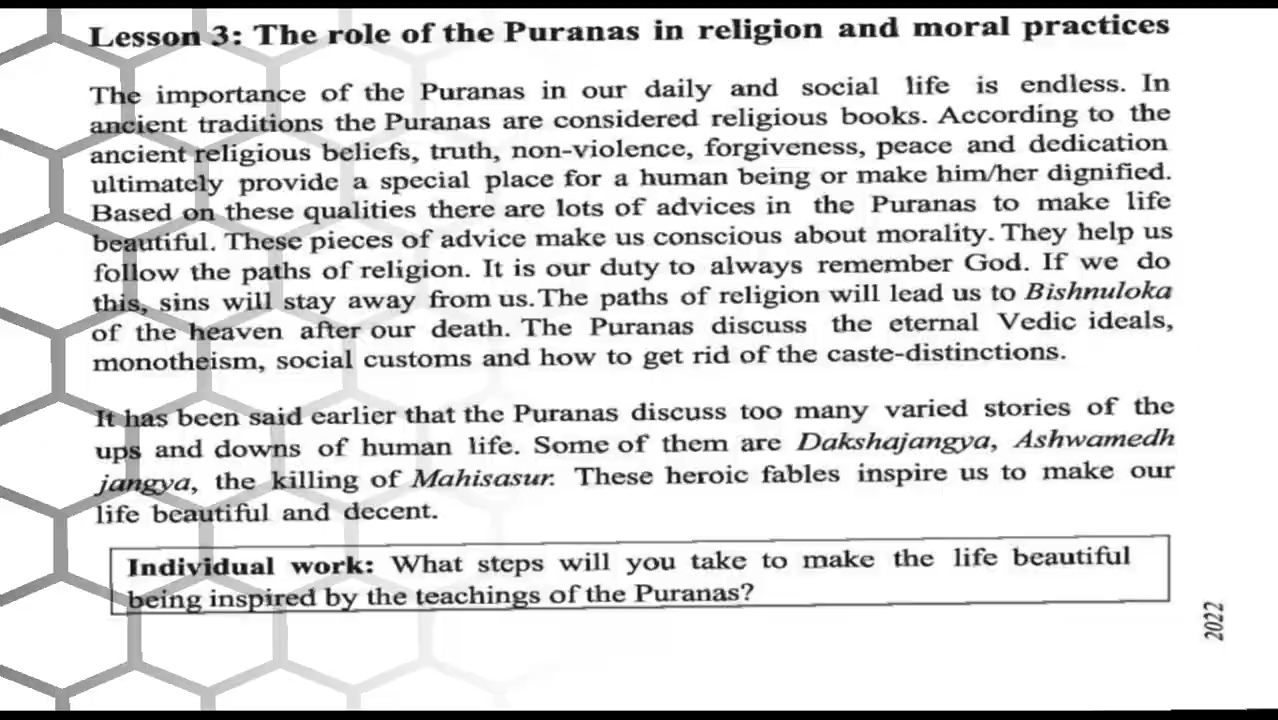 Lesson 3: The role of the Puranas in religion and moral practices
The importance of the Puranas in our daily and social life is endless. In
ancient traditions the Puranas are considered religious books. According to the
ancient religious beliefs, truth, non-violence, forgiveness, peace and dedication
ultimately provide a special place for a human being or make him/her dignified.
Based on these qualities there are lots of advices in the Puranas to make life
beautiful. These pieces of advice make us conscious about morality. They help us
follow the paths of religion. It is our duty to always remember God. If we do
this, sins will stay away from us. The paths of religion will lead us to Bishnuloka
of the heaven after our death. The Puranas discuss the eternal Vedic ideals,
monotheism, social customs and how to get rid of the caste-distinctions.
It has been said earlier that the Puranas discuss too many varied stories of the
ups and downs of human life. Some of them are Dakshajangya, Ashwamedh
jangya, the killing of Mahisasur. These heroic fables inspire us to make our
life beautiful and decent.
Individual work: What steps will you take to make the life beautiful
being inspired by the teachings of the Puranas?
2022